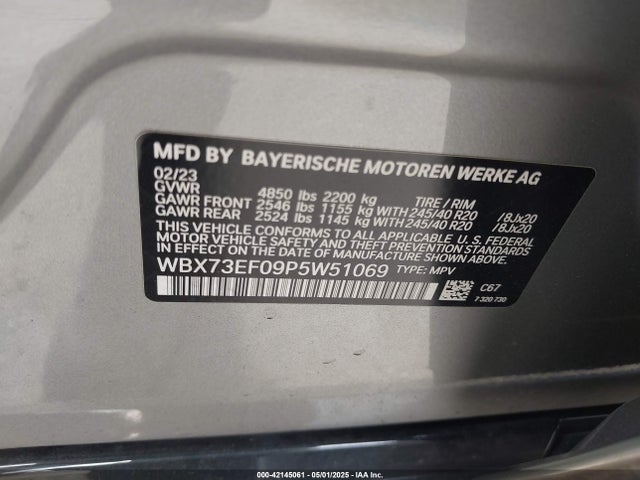 MFD BY BAYERISCHE MOTOREN WERKE AG
02/23
GVWR 4850 lbs 2200 kg TIRE / RIM
GAWR FRONT 2546 lbs 1155 kg WITH 245/40 R20 /8Jx20
GAWR REAR 2524 lbs 1145 kg WITH 245/40 R20 /8Jx20
THIS VEHICLE CONFORMS TO ALL APPLICABLE U.S. FEDERAL
MOTOR VEHICLE SAFETY, BUMPER, AND THEFT PREVENTION STANDARDS
IN EFFECT ON THE DATE OF MANUFACTURE SHOWN ABOVE.
WBX73EF09P5W51069 TYPE: MPV
C67
7 320 730
000-42145061 - 05/01/2025 - IAA Inc.